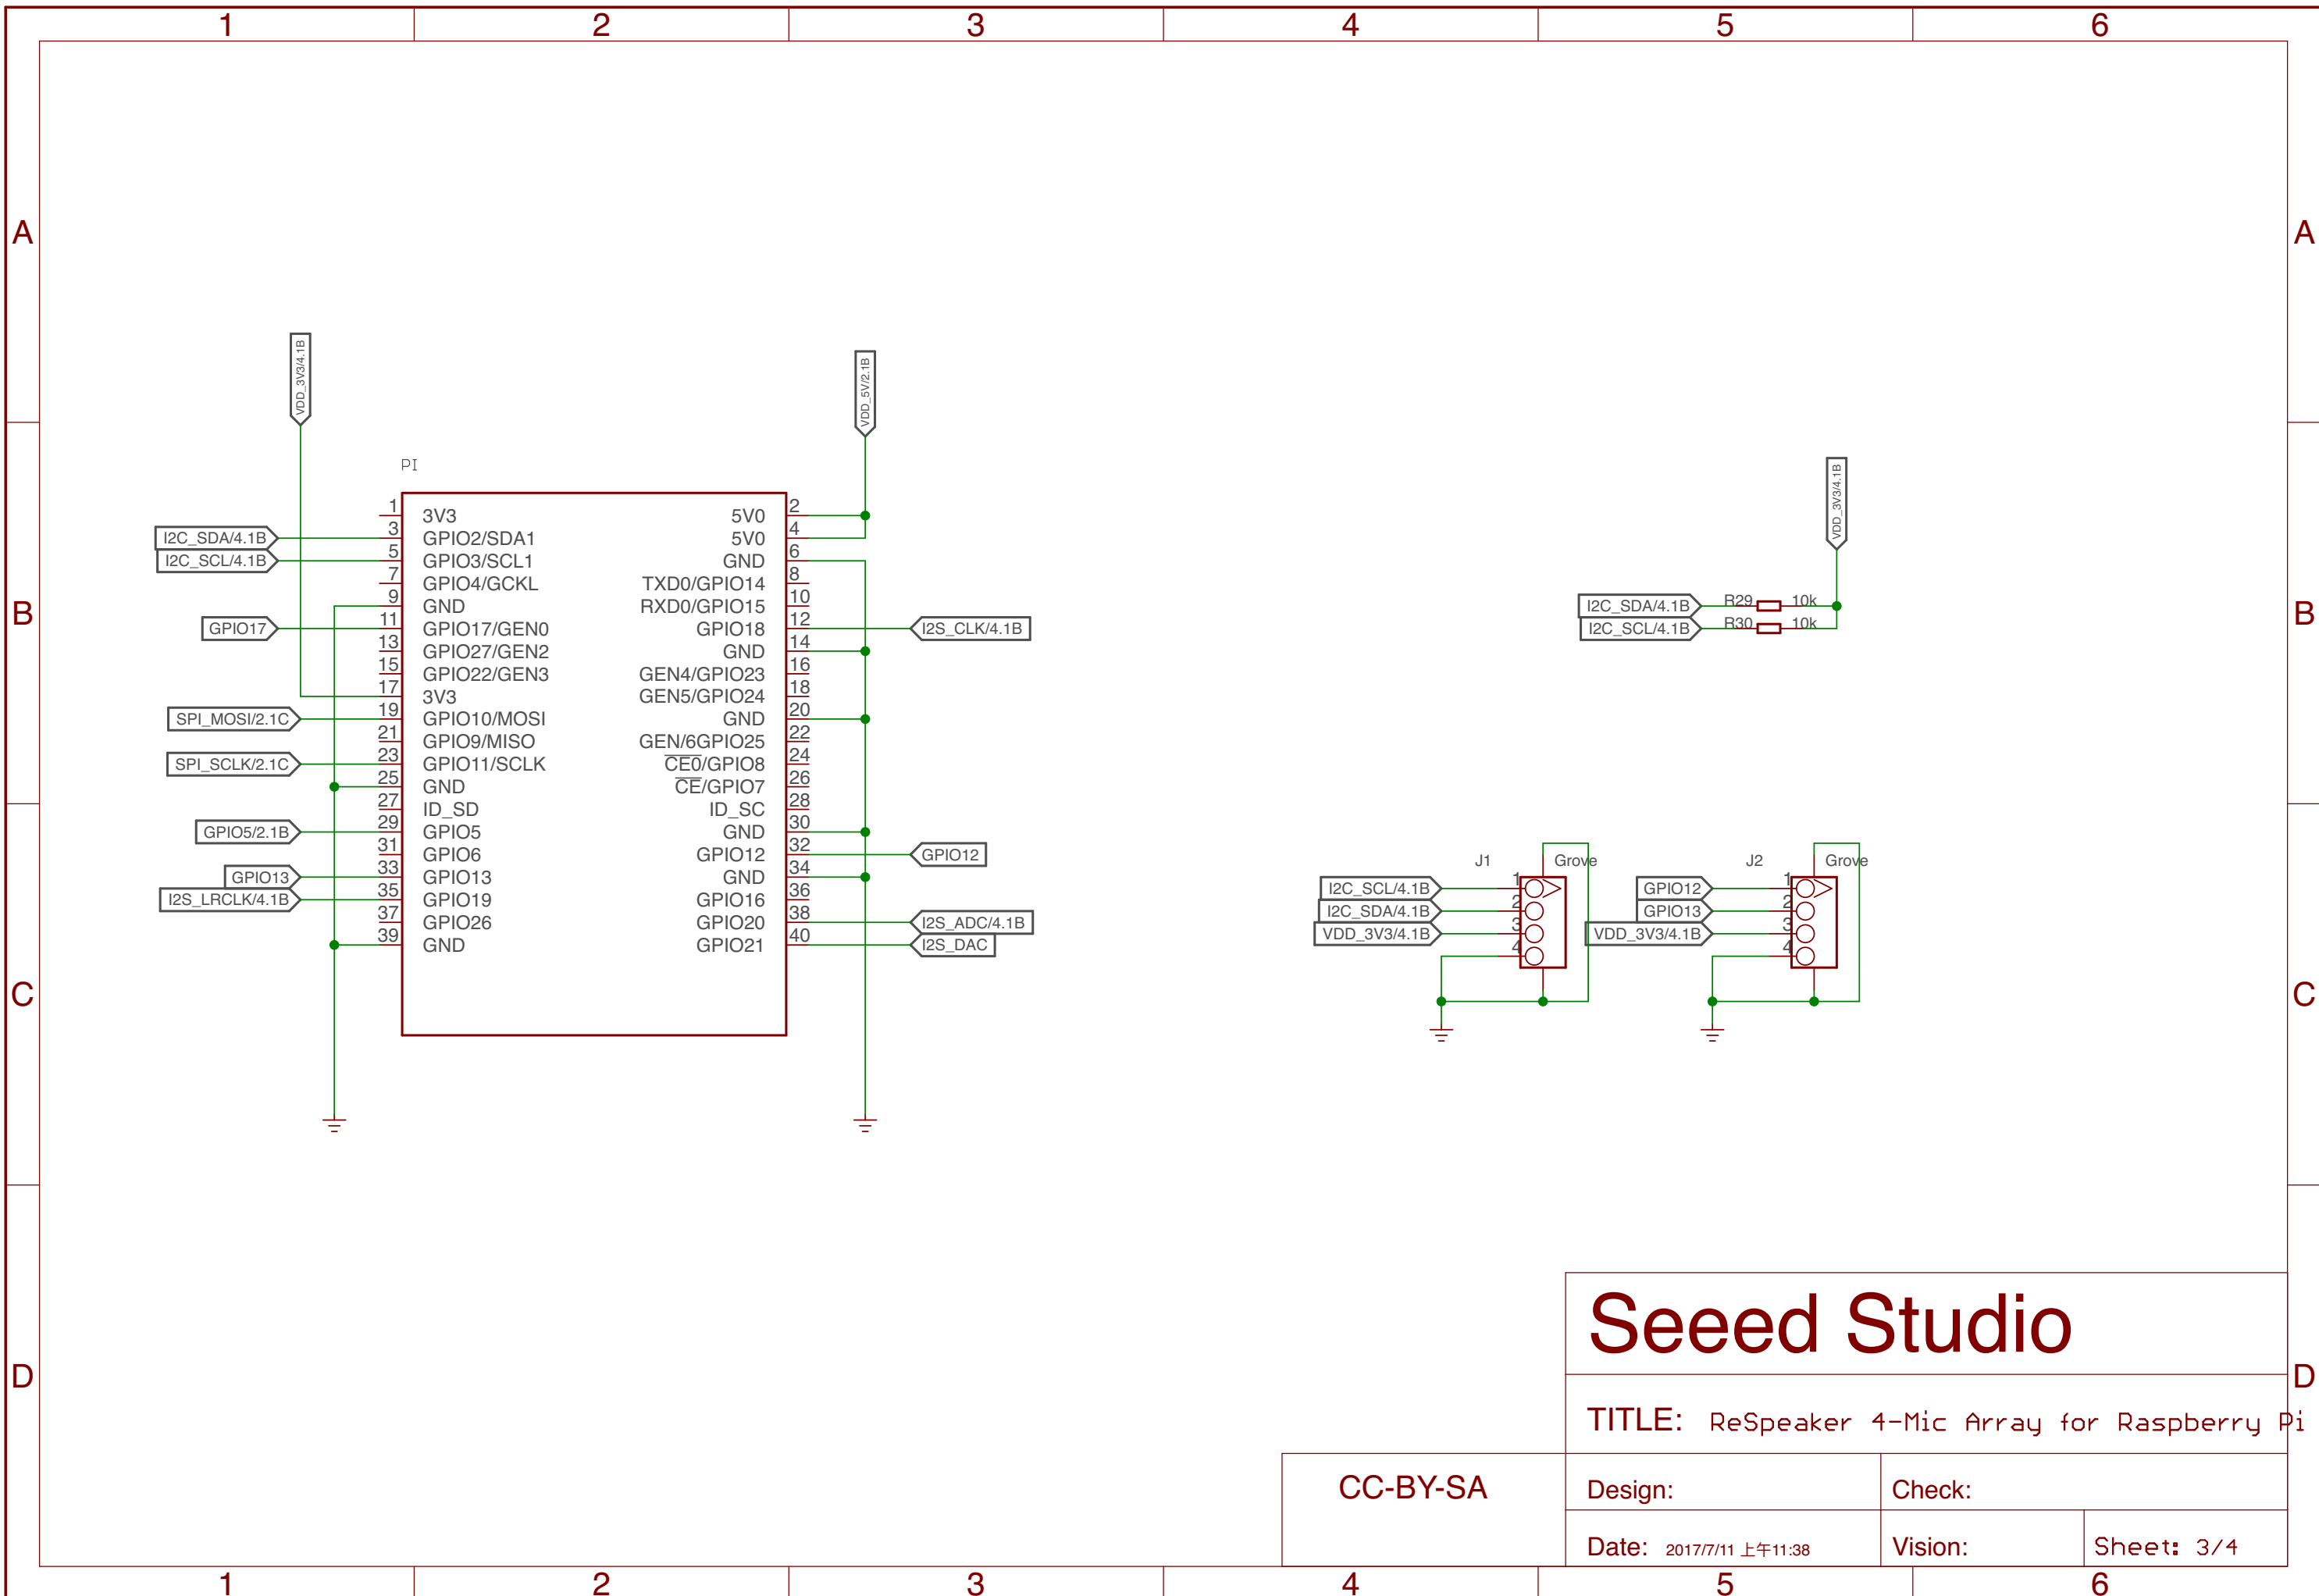 1 2 3 4 5 6
A A
VDD_3V3/4.1B
VDD_5V/2.1B
VDD_3V3/4.1B
PI
1 3V3 5V0 2
I2C_SDA/4.1B 3 GPIO2/SDA1 5V0 4
I2C_SCL/4.1B 5 GPIO3/SCL1 GND 6
7 GPIO4/GCKL TXD0/GPIO14 8
9 GND RXD0/GPIO15 10
GPIO17 11 GPIO17/GEN0 GPIO18 12 I2S_CLK/4.1B
13 GPIO27/GEN2 GND 14
15 GPIO22/GEN3 GEN4/GPIO23 16
17 3V3 GEN5/GPIO24 18
SPI_MOSI/2.1C 19 GPIO10/MOSI GND 20
21 GPIO9/MISO GEN/6GPIO25 22
SPI_SCLK/2.1C 23 GPIO11/SCLK CE0/GPIO8 24
25 GND CE/GPIO7 26
27 ID_SD ID_SC 28
GPIO5/2.1B 29 GPIO5 GND 30
31 GPIO6 GPIO12 32 GPIO12
GPIO13 33 GPIO13 GND 34
I2S_LRCLK/4.1B 35 GPIO19 GPIO16 36
37 GPIO26 GPIO20 38 I2S_ADC/4.1B
39 GND GPIO21 40 I2S_DAC
B B
I2C_SDA/4.1B R29 10k
I2C_SCL/4.1B R30 10k
J1 Grove
I2C_SCL/4.1B 1
I2C_SDA/4.1B 2
VDD_3V3/4.1B 3
4
J2 Grove
GPIO12 1
GPIO13 2
VDD_3V3/4.1B 3
4
C C
D D
Seeed Studio
TITLE: ReSpeaker 4-Mic Array for Raspberry Pi
CC-BY-SA
Design: Check:
Date: 2017/7/11 上午11:38 Vision: Sheet: 3/4
1 2 3 4 5 6